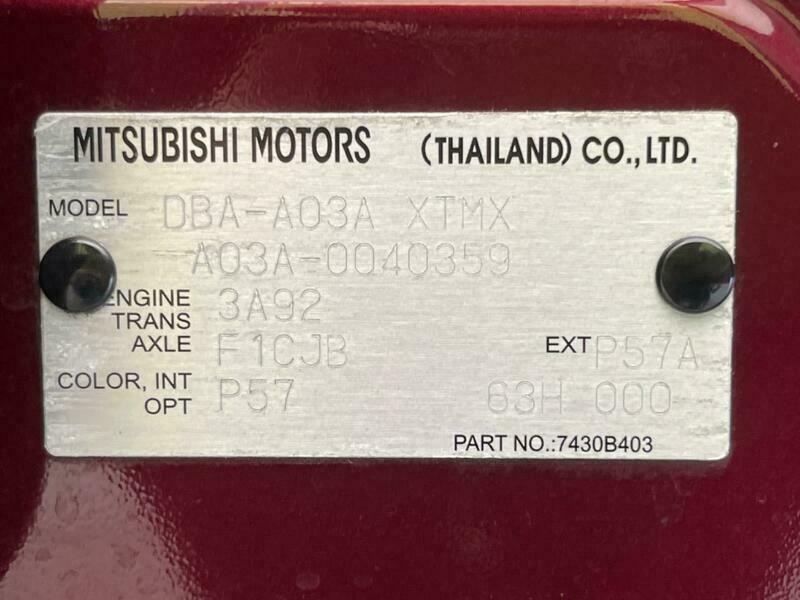 MITSUBISHI MOTORS (THAILAND) CO.,LTD.
MODEL DBA-A03A XTMX
A03A-0040359
ENGINE 3A92
TRANS
AXLE F1CJB EXT P57A
COLOR, INT P57 63H 000
OPT
PART NO.:7430B403